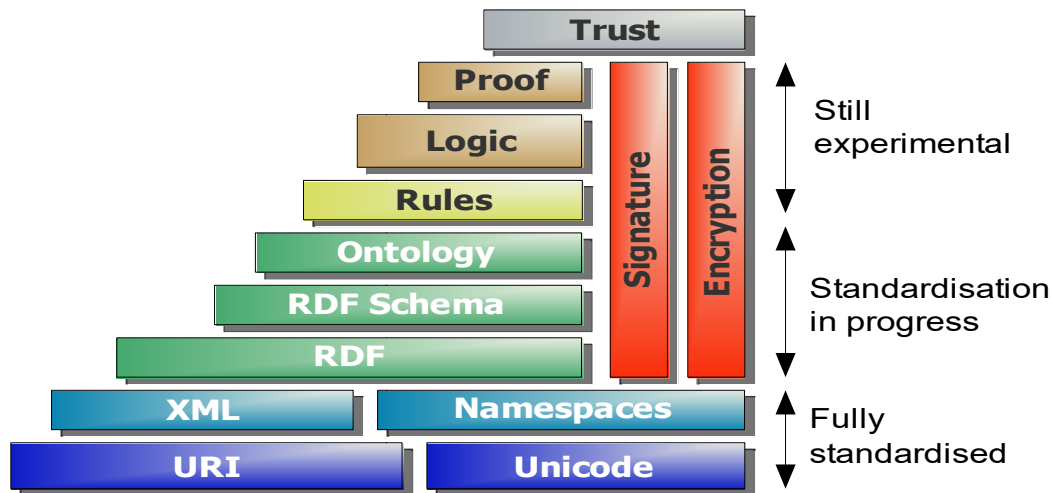 Trust
Proof
Logic
Rules
Ontology
RDF Schema
RDF
Signature
Encryption
XML
Namespaces
URI
Unicode
Still
experimental
Standardisation
in progress
Fully
standardised